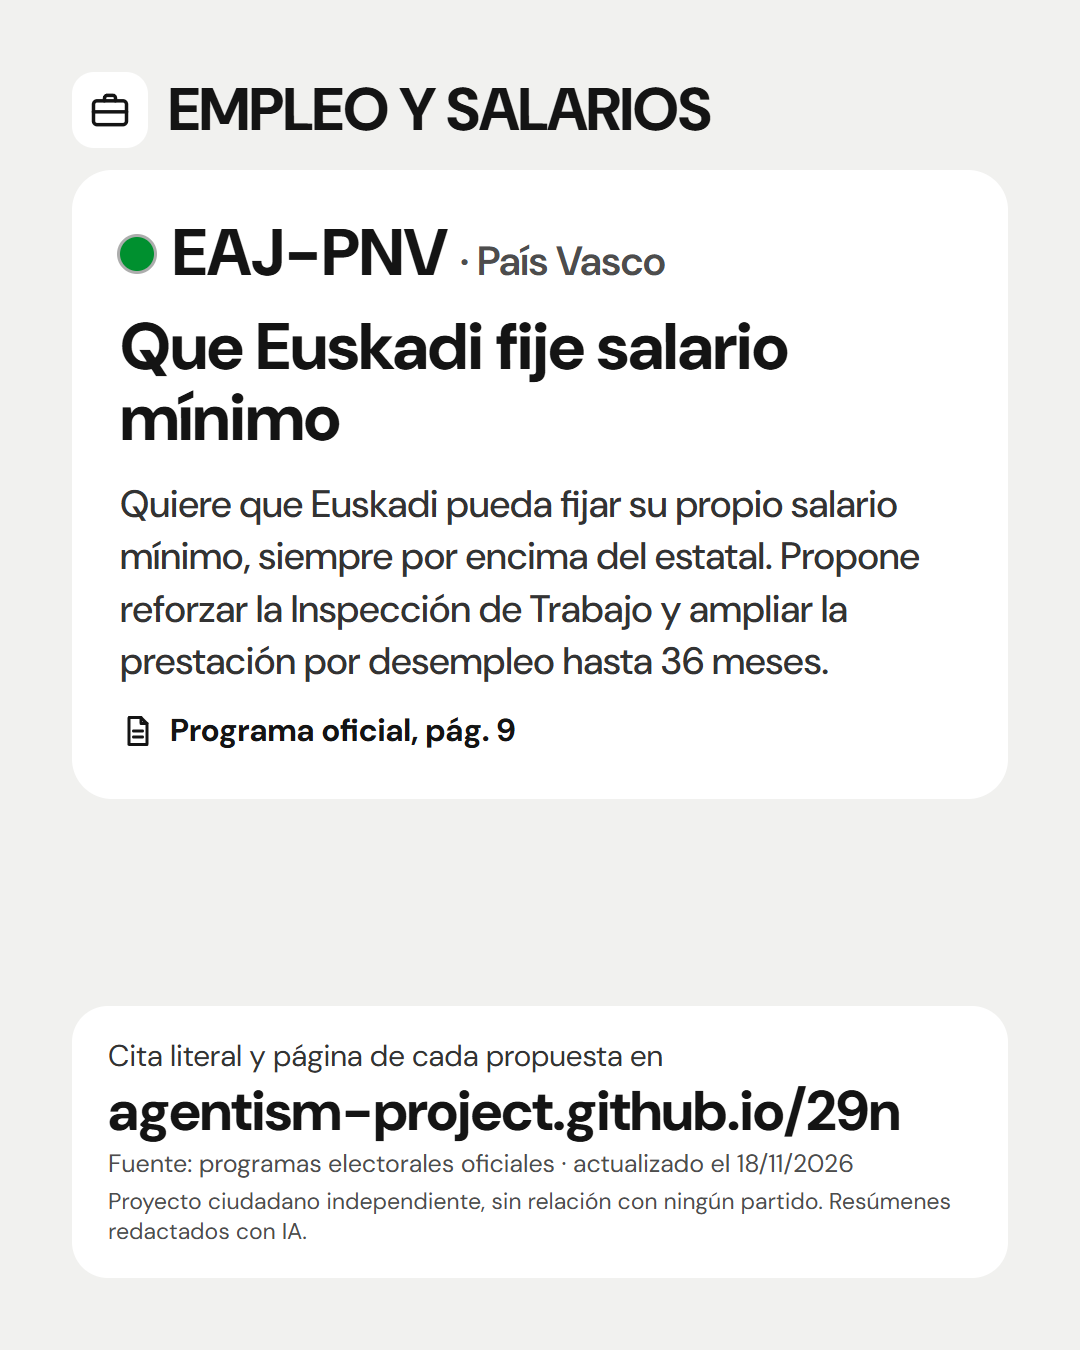 EMPLEO Y SALARIOS
EAJ-PNV · País Vasco
Que Euskadi fije salario
mínimo
Quiere que Euskadi pueda fijar su propio salario
mínimo, siempre por encima del estatal. Propone
reforzar la Inspección de Trabajo y ampliar la
prestación por desempleo hasta 36 meses.
Programa oficial, pág. 9
Cita literal y página de cada propuesta en
agentism-project.github.io/29n
Fuente: programas electorales oficiales · actualizado el 18/11/2026
Proyecto ciudadano independiente, sin relación con ningún partido. Resúmenes
redactados con IA.